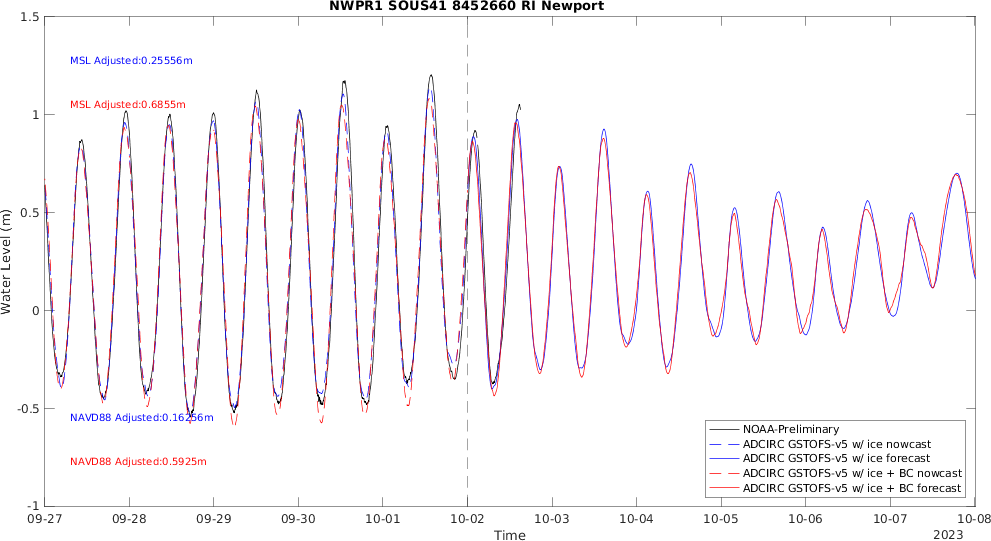 NWPR1 SOUS41 8452660 RI Newport
1.5
1
0.5
0
-0.5
-1
Water Level (m)
MSL Adjusted:0.25556m
MSL Adjusted:0.6855m
NAVD88 Adjusted:0.16256m
NAVD88 Adjusted:0.5925m
NOAA-Preliminary
ADCIRC GSTOFS-v5 w/ ice nowcast
ADCIRC GSTOFS-v5 w/ ice forecast
ADCIRC GSTOFS-v5 w/ ice + BC nowcast
ADCIRC GSTOFS-v5 w/ ice + BC forecast
09-27 09-28 09-29 09-30 10-01 10-02 10-03 10-04 10-05 10-06 10-07 10-08
Time
2023